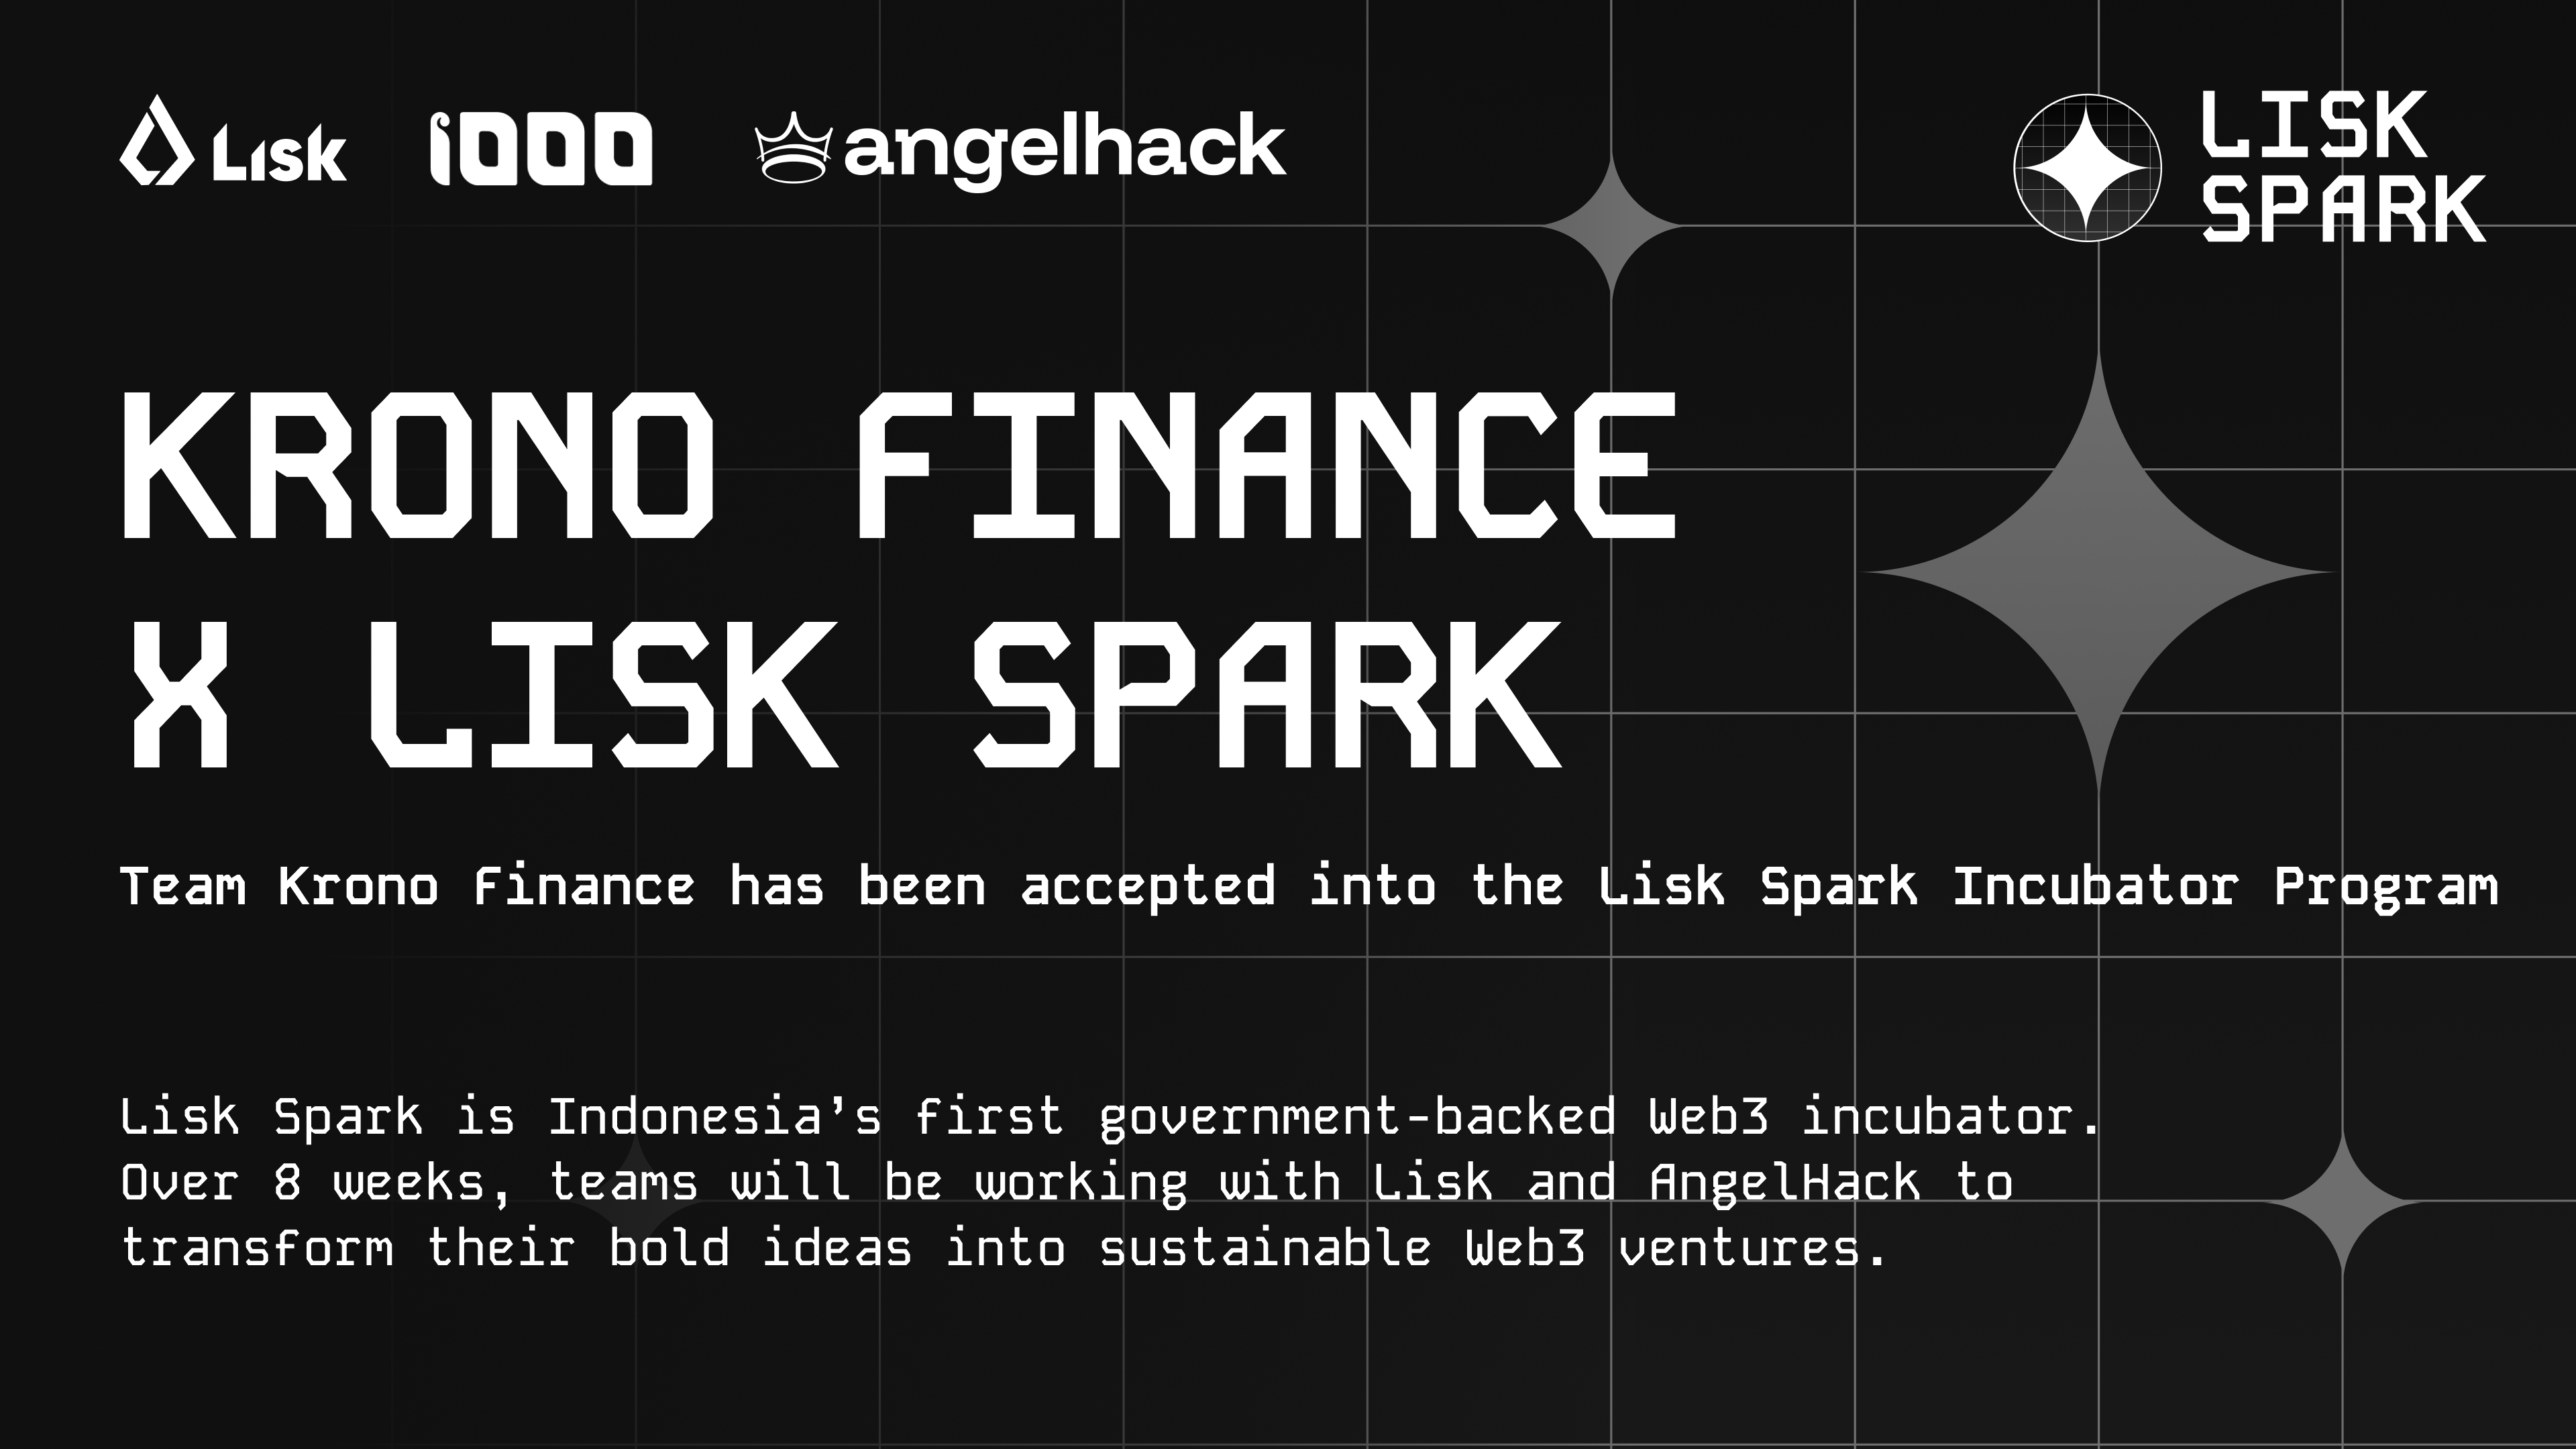 Lisk 1000 angelhack
LISK
SPARK
KRONO FINANCE
X LISK SPARK
Team Krono Finance has been accepted into the Lisk Spark Incubator Program
Lisk Spark is Indonesia's first government-backed Web3 incubator.
Over 8 weeks, teams will be working with Lisk and AngelHack to
transform their bold ideas into sustainable Web3 ventures.